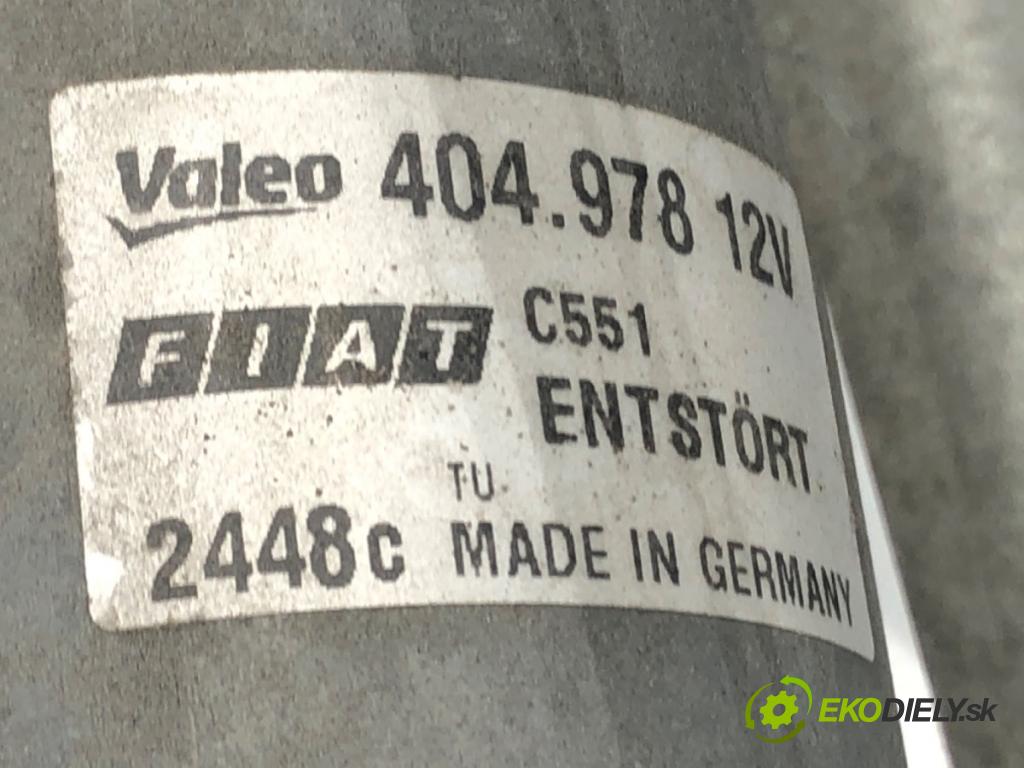 Valeo 404.978 12V
FIAT C551
ENTSTÖRT
TU
2448c MADE IN GERMANY
EKODIELY.sk